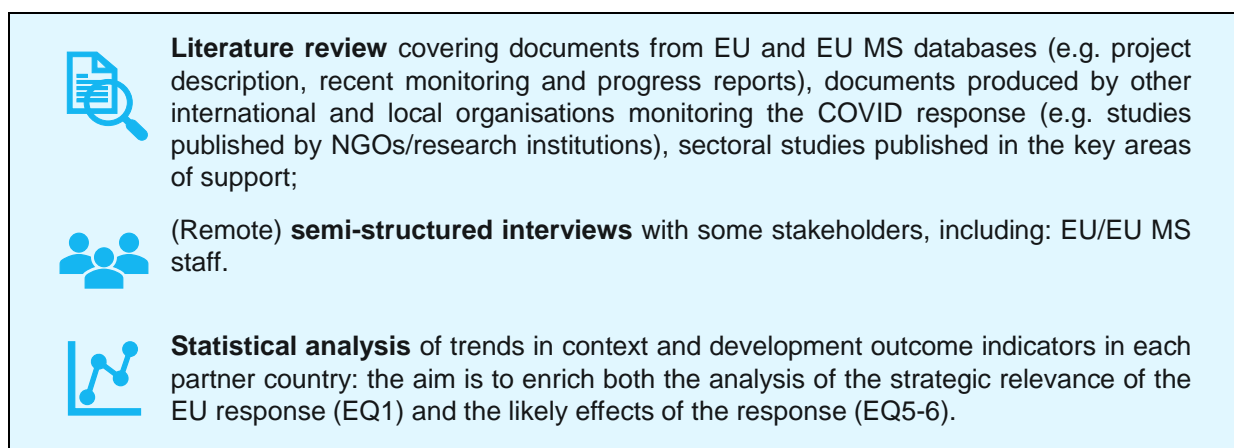 Literature review covering documents from EU and EU MS databases (e.g. project
description, recent monitoring and progress reports), documents produced by other
international and local organisations monitoring the COVID response (e.g. studies
published by NGOs/research institutions), sectoral studies published in the key areas
of support;
(Remote) semi-structured interviews with some stakeholders, including: EU/EU MS
staff.
Statistical analysis of trends in context and development outcome indicators in each
partner country: the aim is to enrich both the analysis of the strategic relevance of the
EU response (EQ1) and the likely effects of the response (EQ5-6).